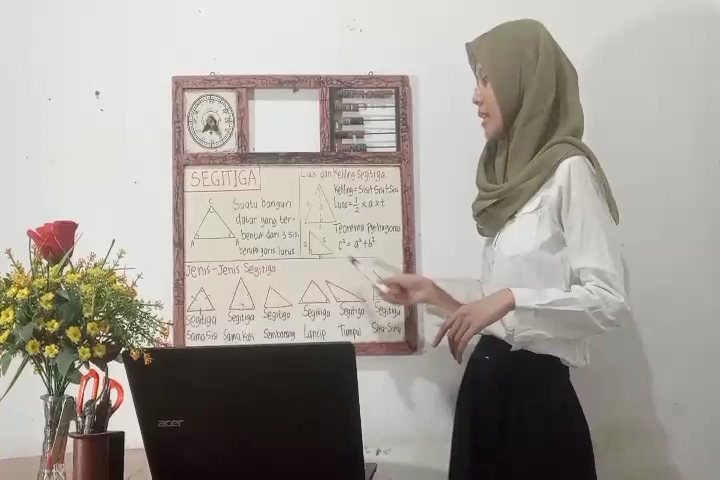 SEGITIGA
Suatu bangun
datar yang ter-
bentuk dari 3 sisi
berupa garis lurus
C
A
B
Luas dan Keliling Segitiga
Keliling = Sisi+Sisi+Sisi
Luas = 1/2 x a x t
Teorema Pythagoras
c² = a² + b²
Jenis-Jenis Segitiga
Segitiga Segitiga Segitiga Segitiga Segitiga Segitiga
Sama Sisi Sama Kaki Sembarang Lancip Tumpul Siku-Siku
acer